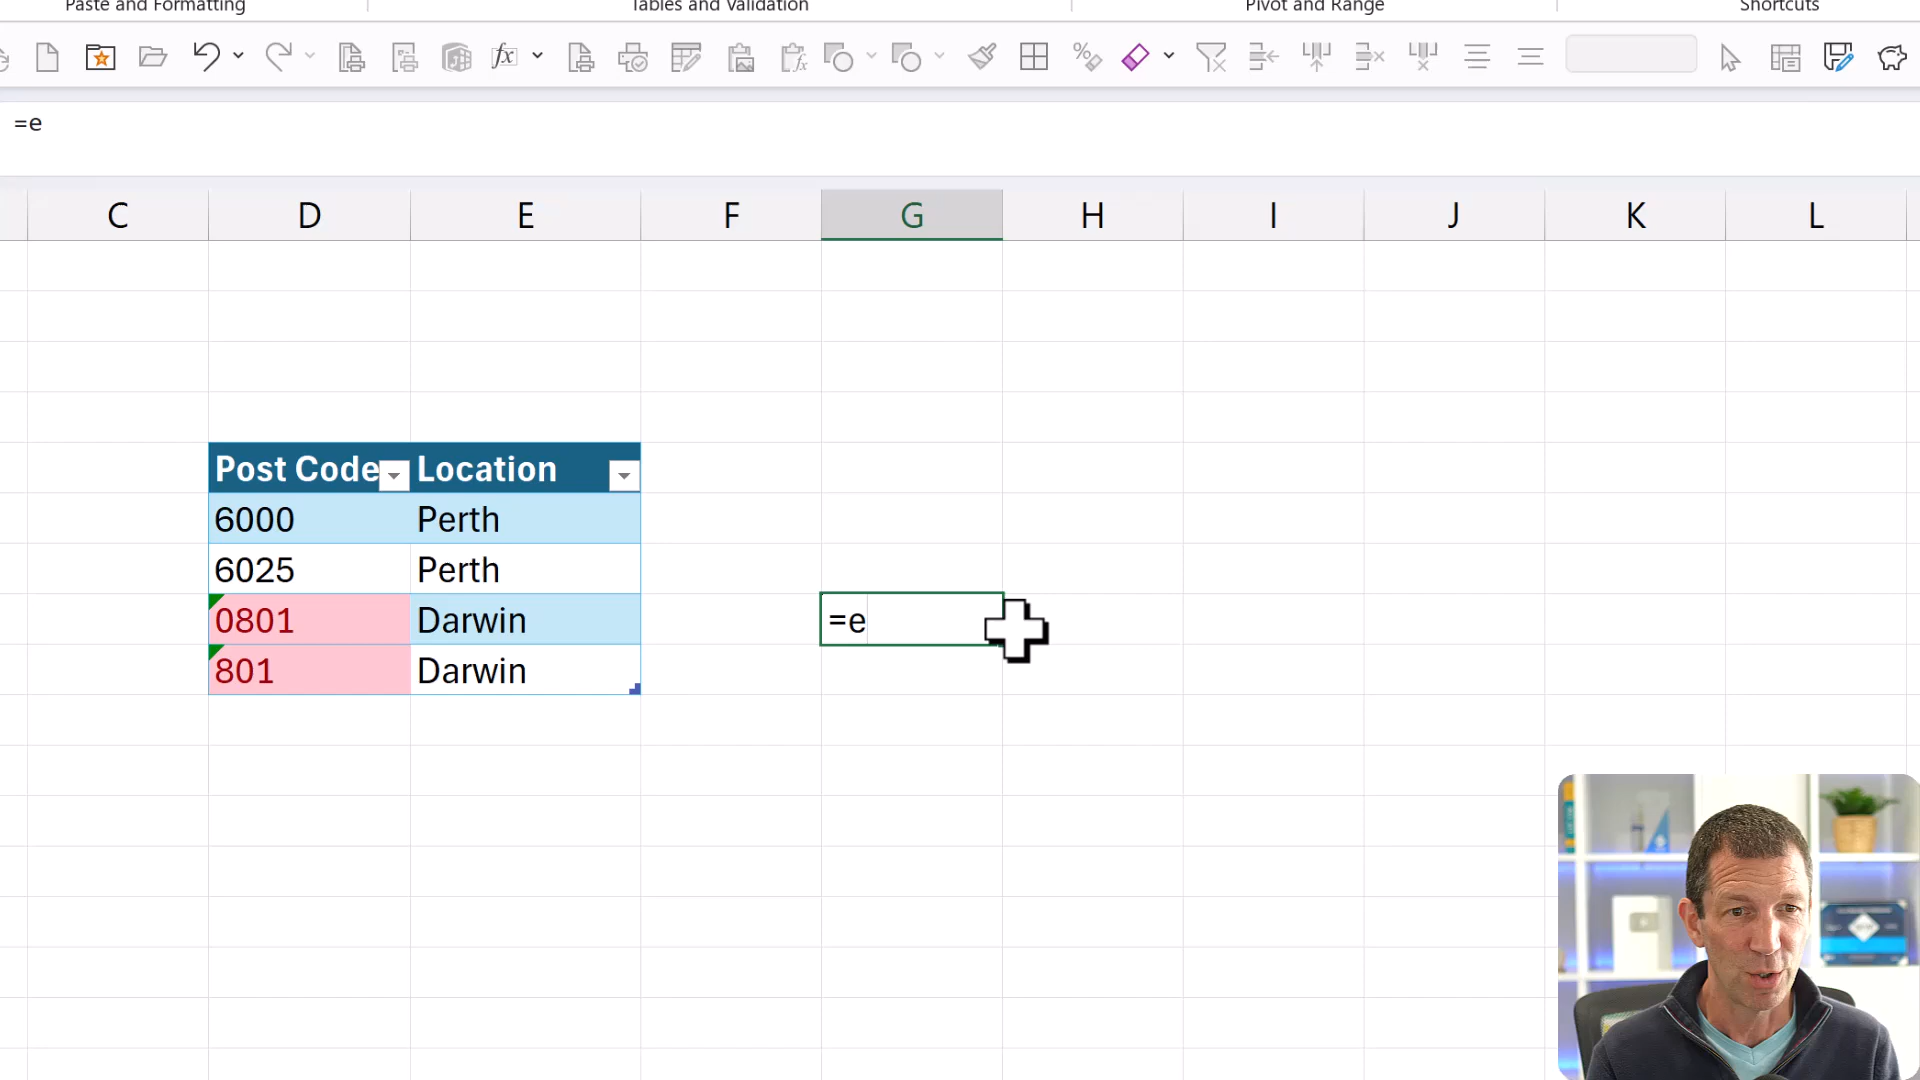 Paste and Formatting
Tables and Validation
Pivot and Range
Shortcuts
fx
=e
C D E F G H I J K L
Post Code Location
6000 Perth
6025 Perth
0801 Darwin
=e
801 Darwin